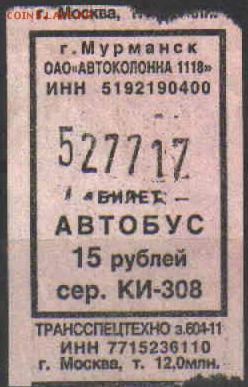 г. Москва,
г. Мурманск
ОАО «АВТОКОЛОННА 1118»
ИНН 5192190400
527717
БИЛЕТ
АВТОБУС
15 рублей
сер. КИ-308
ТРАНССПЕЦТЕХНО з.604-11
ИНН 7715236110
г. Москва, т. 12,0млн.